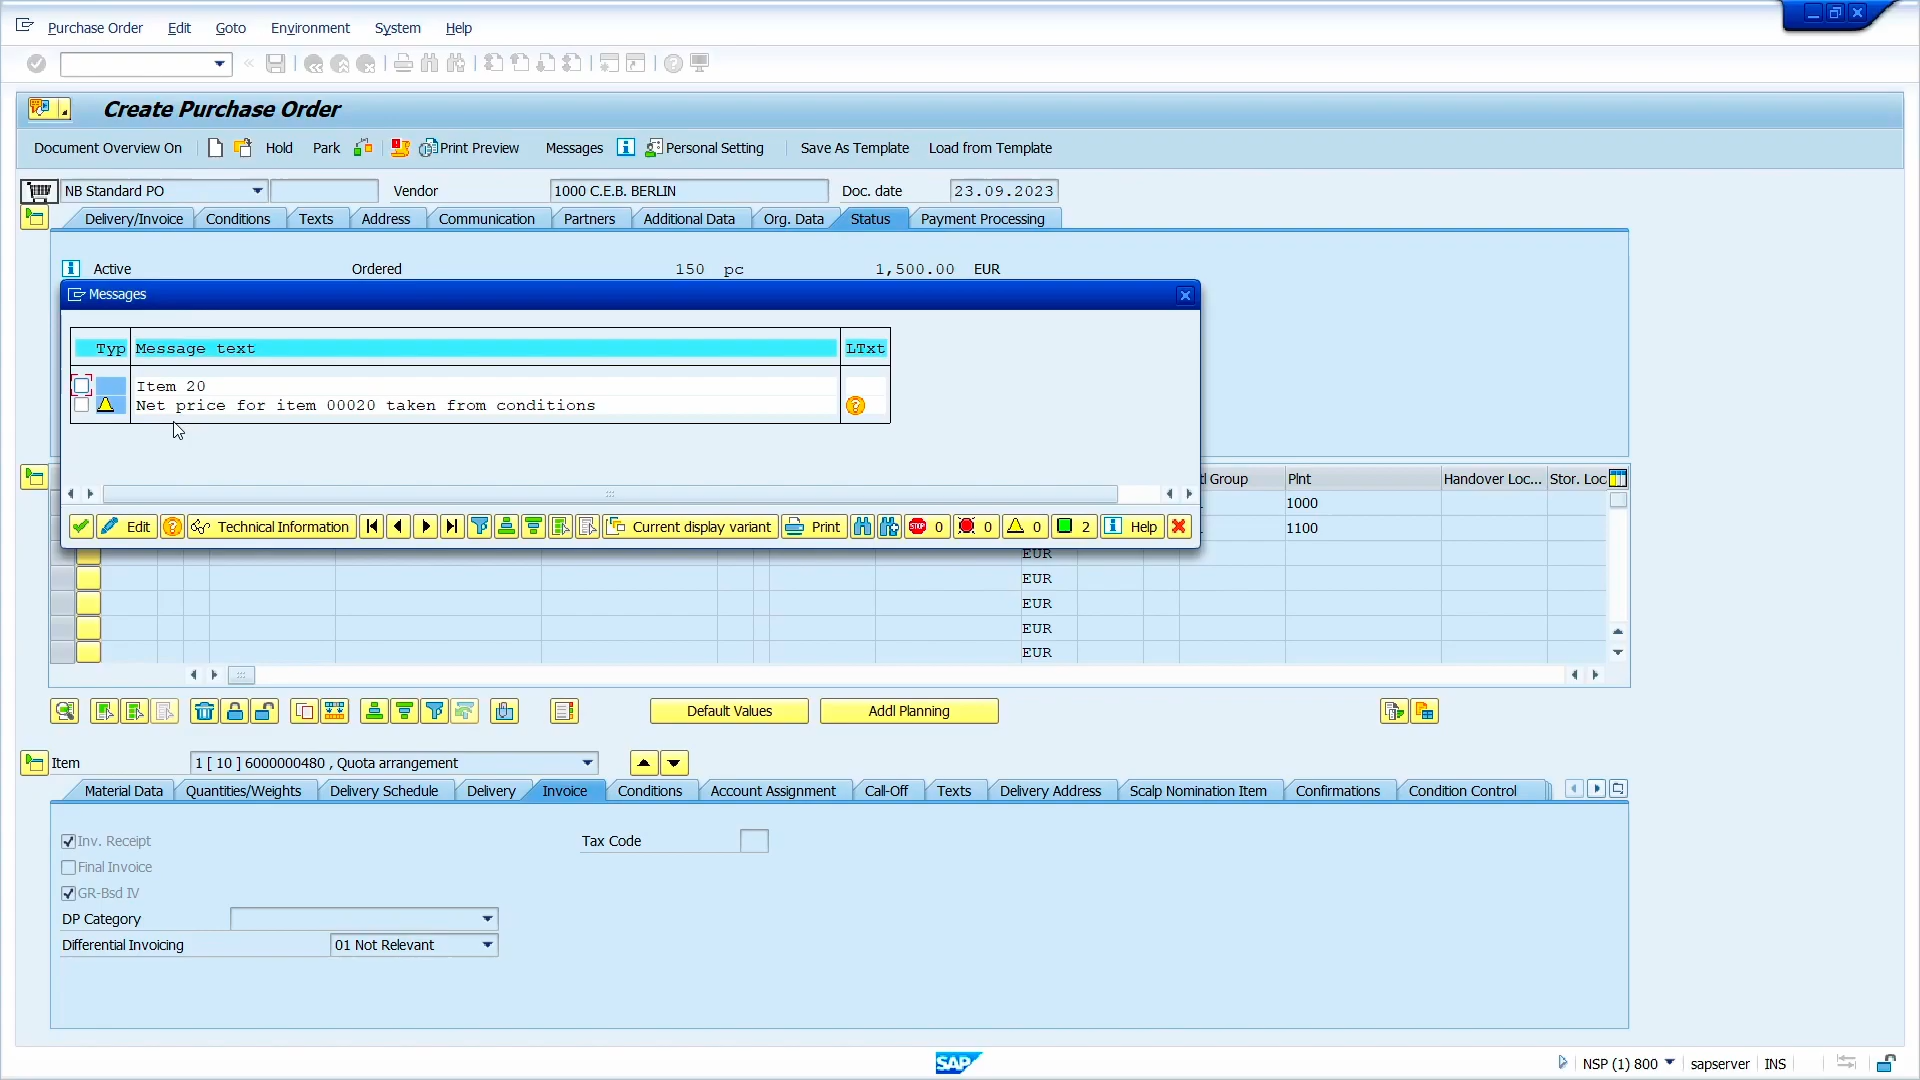 Purchase Order Edit Goto Environment System Help
Create Purchase Order
Document Overview On Hold Park Print Preview Messages Personal Setting Save As Template Load from Template
NB Standard PO Vendor 1000 C.E.B. BERLIN Doc. date 23.09.2023
Delivery/Invoice Conditions Texts Address Communication Partners Additional Data Org. Data Status Payment Processing
Active Ordered 150 pc 1,500.00 EUR
Messages
Typ Message text LTxt
Item 20
Net price for item 00020 taken from conditions
l Group Plnt Handover Loc... Stor. Loc
1000
1100
Edit Technical Information Current display variant Print STOP 0 0 0 2 Help
EUR
EUR
EUR
EUR
EUR
Default Values Addl Planning
Item 1 [ 10 ] 6000000480 , Quota arrangement
Material Data Quantities/Weights Delivery Schedule Delivery Invoice Conditions Account Assignment Call-Off Texts Delivery Address Scalp Nomination Item Confirmations Condition Control
Inv. Receipt Tax Code
Final Invoice
GR-Bsd IV
DP Category
Differential Invoicing 01 Not Relevant
SAP NSP (1) 800 sapserver INS